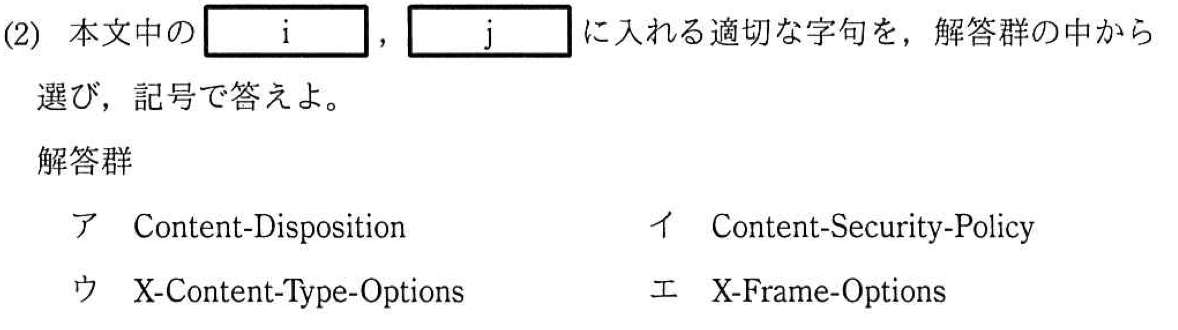 (2) 本文中の i , j に入れる適切な字句を，解答群の中から
選び，記号で答えよ。
解答群
ア Content-Disposition イ Content-Security-Policy
ウ X-Content-Type-Options エ X-Frame-Options